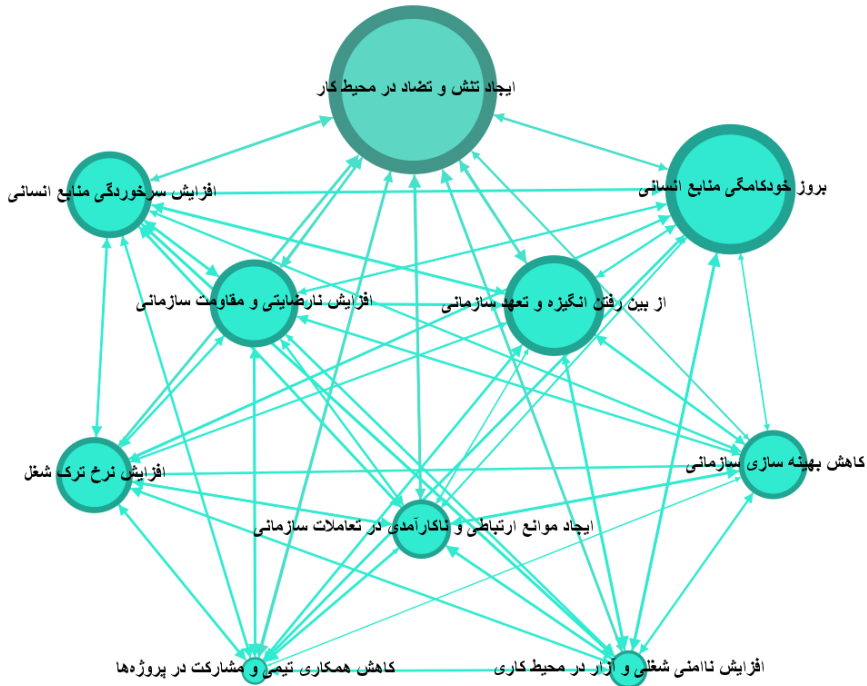 ایجاد تنش و تضاد در محیط کار
بروز خودکامگی منابع انسانی
افزایش سرخوردگی منابع انسانی
از بین رفتن انگیزه و تعهد سازمانی
افزایش نارضایتی و مقاومت سازمانی
کاهش بهینه سازی سازمانی
افزایش نرخ ترک شغل
ایجاد موانع ارتباطی و ناکارآمدی در تعاملات سازمانی
افزایش ناامنی شغلی و آزار در محیط کاری
کاهش همکاری تیمی و مشارکت در پروژه‌ها